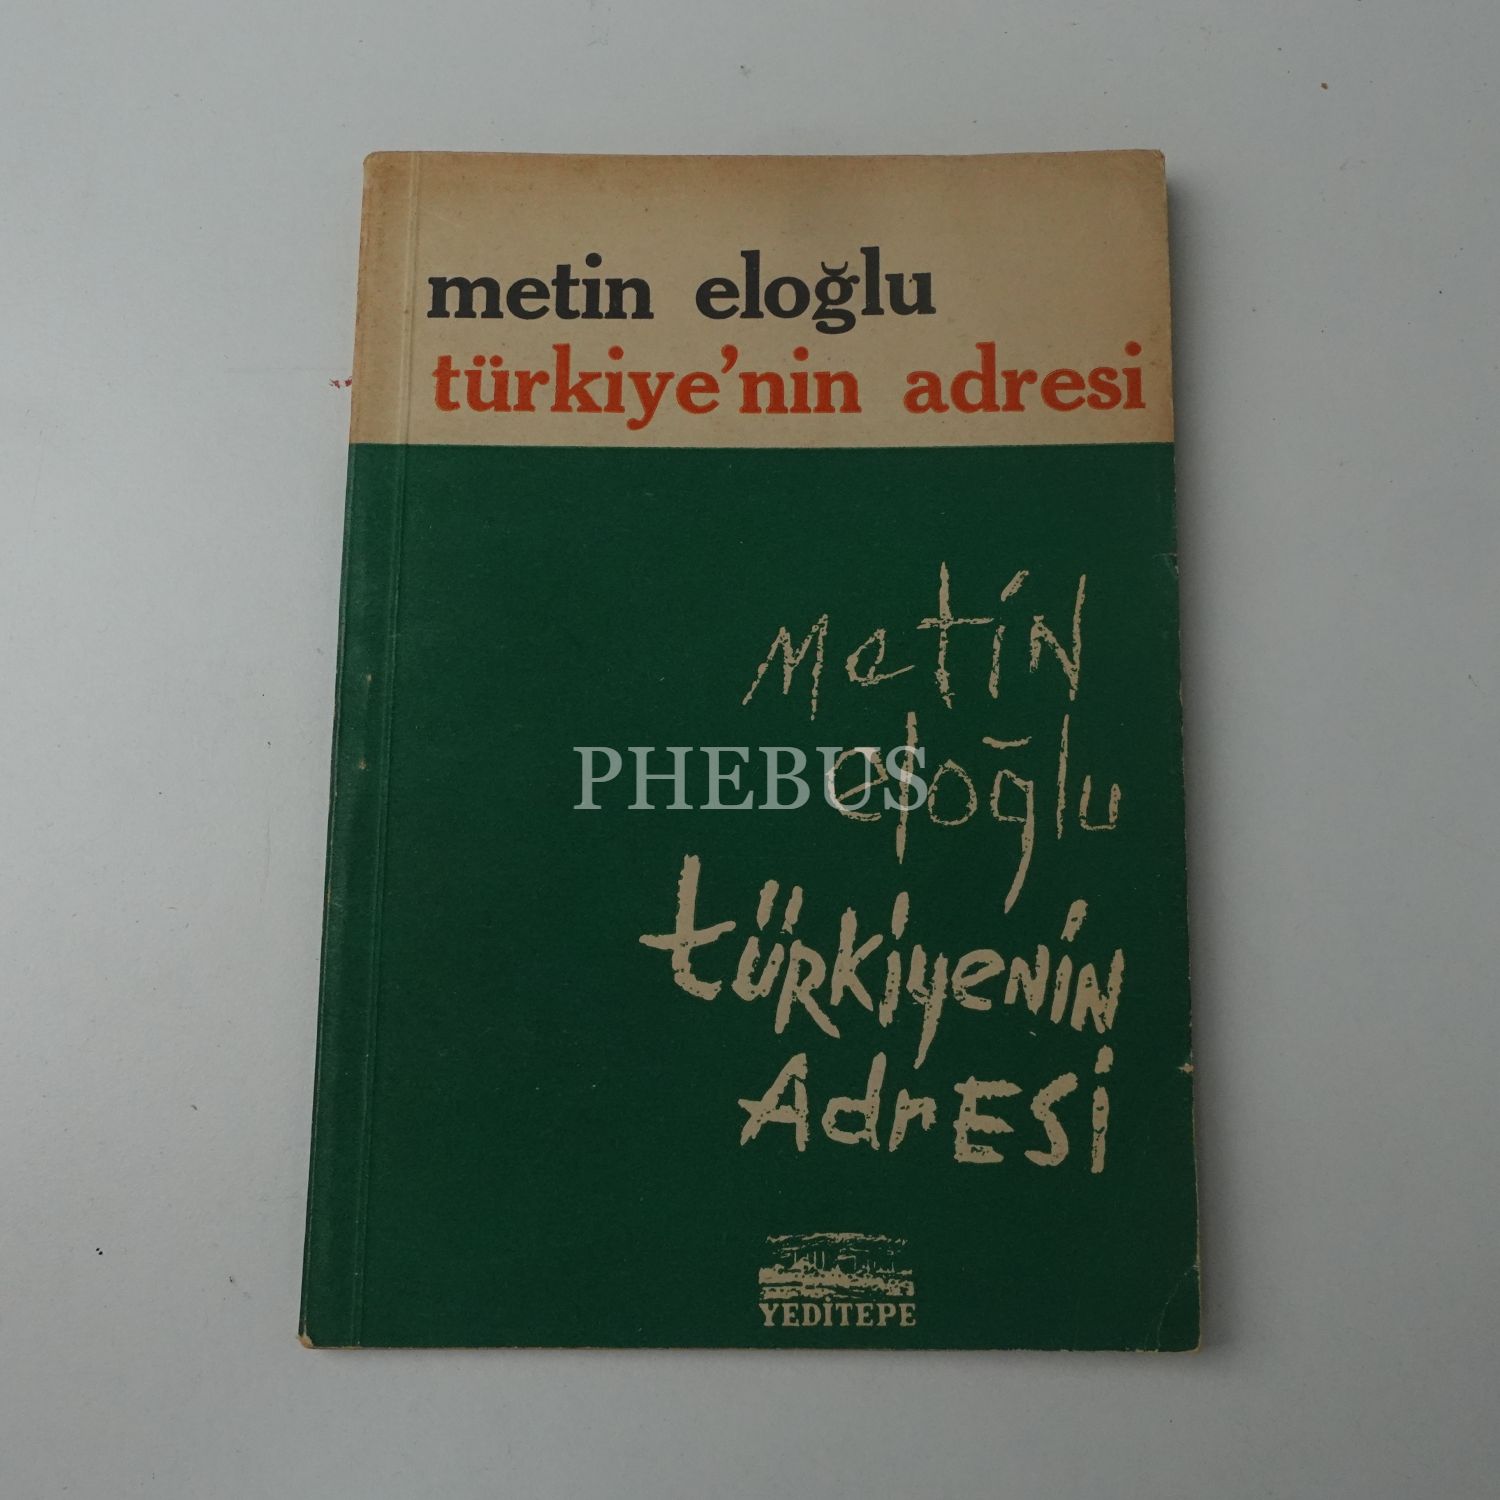 metin eloğlu
türkiye'nin adresi
metin
eloğlu
PHEBUS
türkiyenin
AdrESi
YEDİTEPE